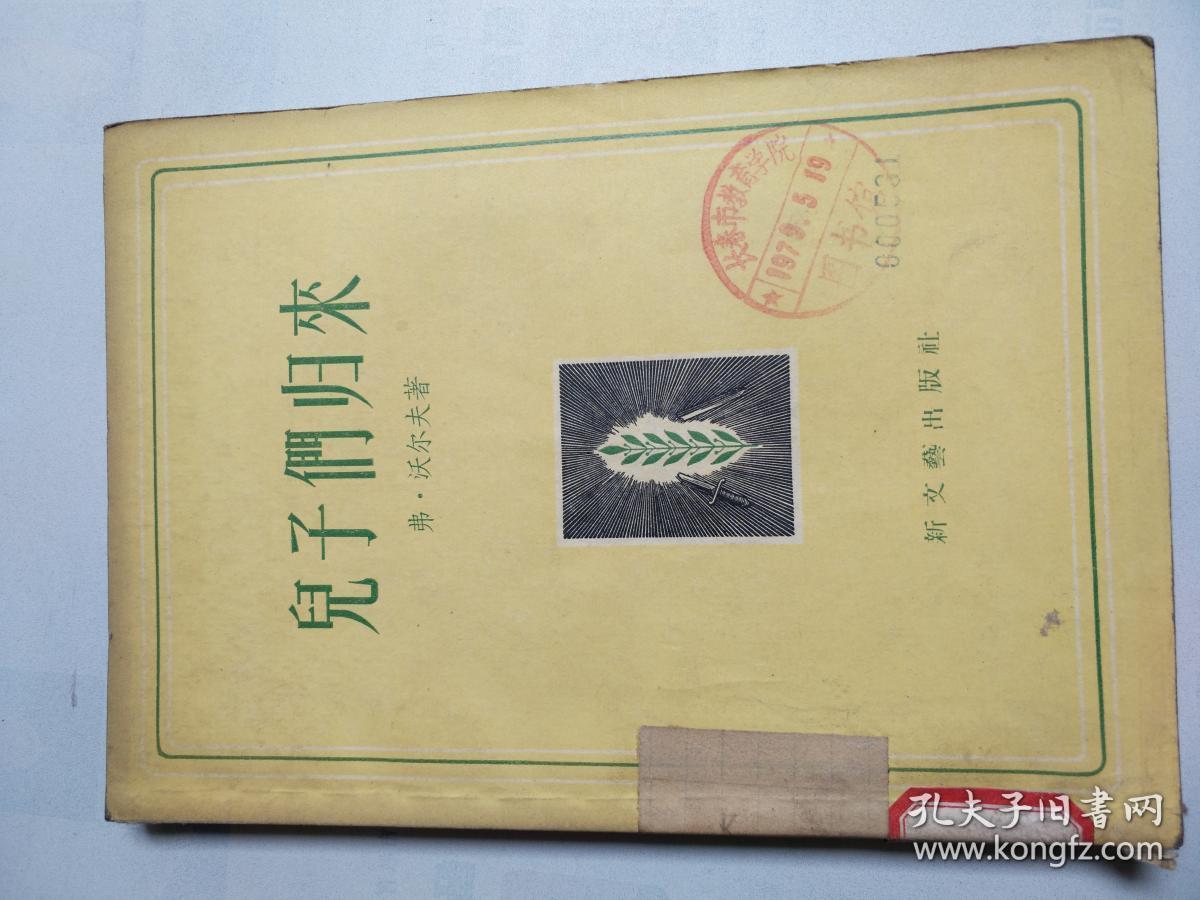 兒子們归來
弗·沃尔夫著
长春市教育学院
1979.5.19
图书馆
新文藝出版社
K
孔夫子旧書网
www.kongfz.com